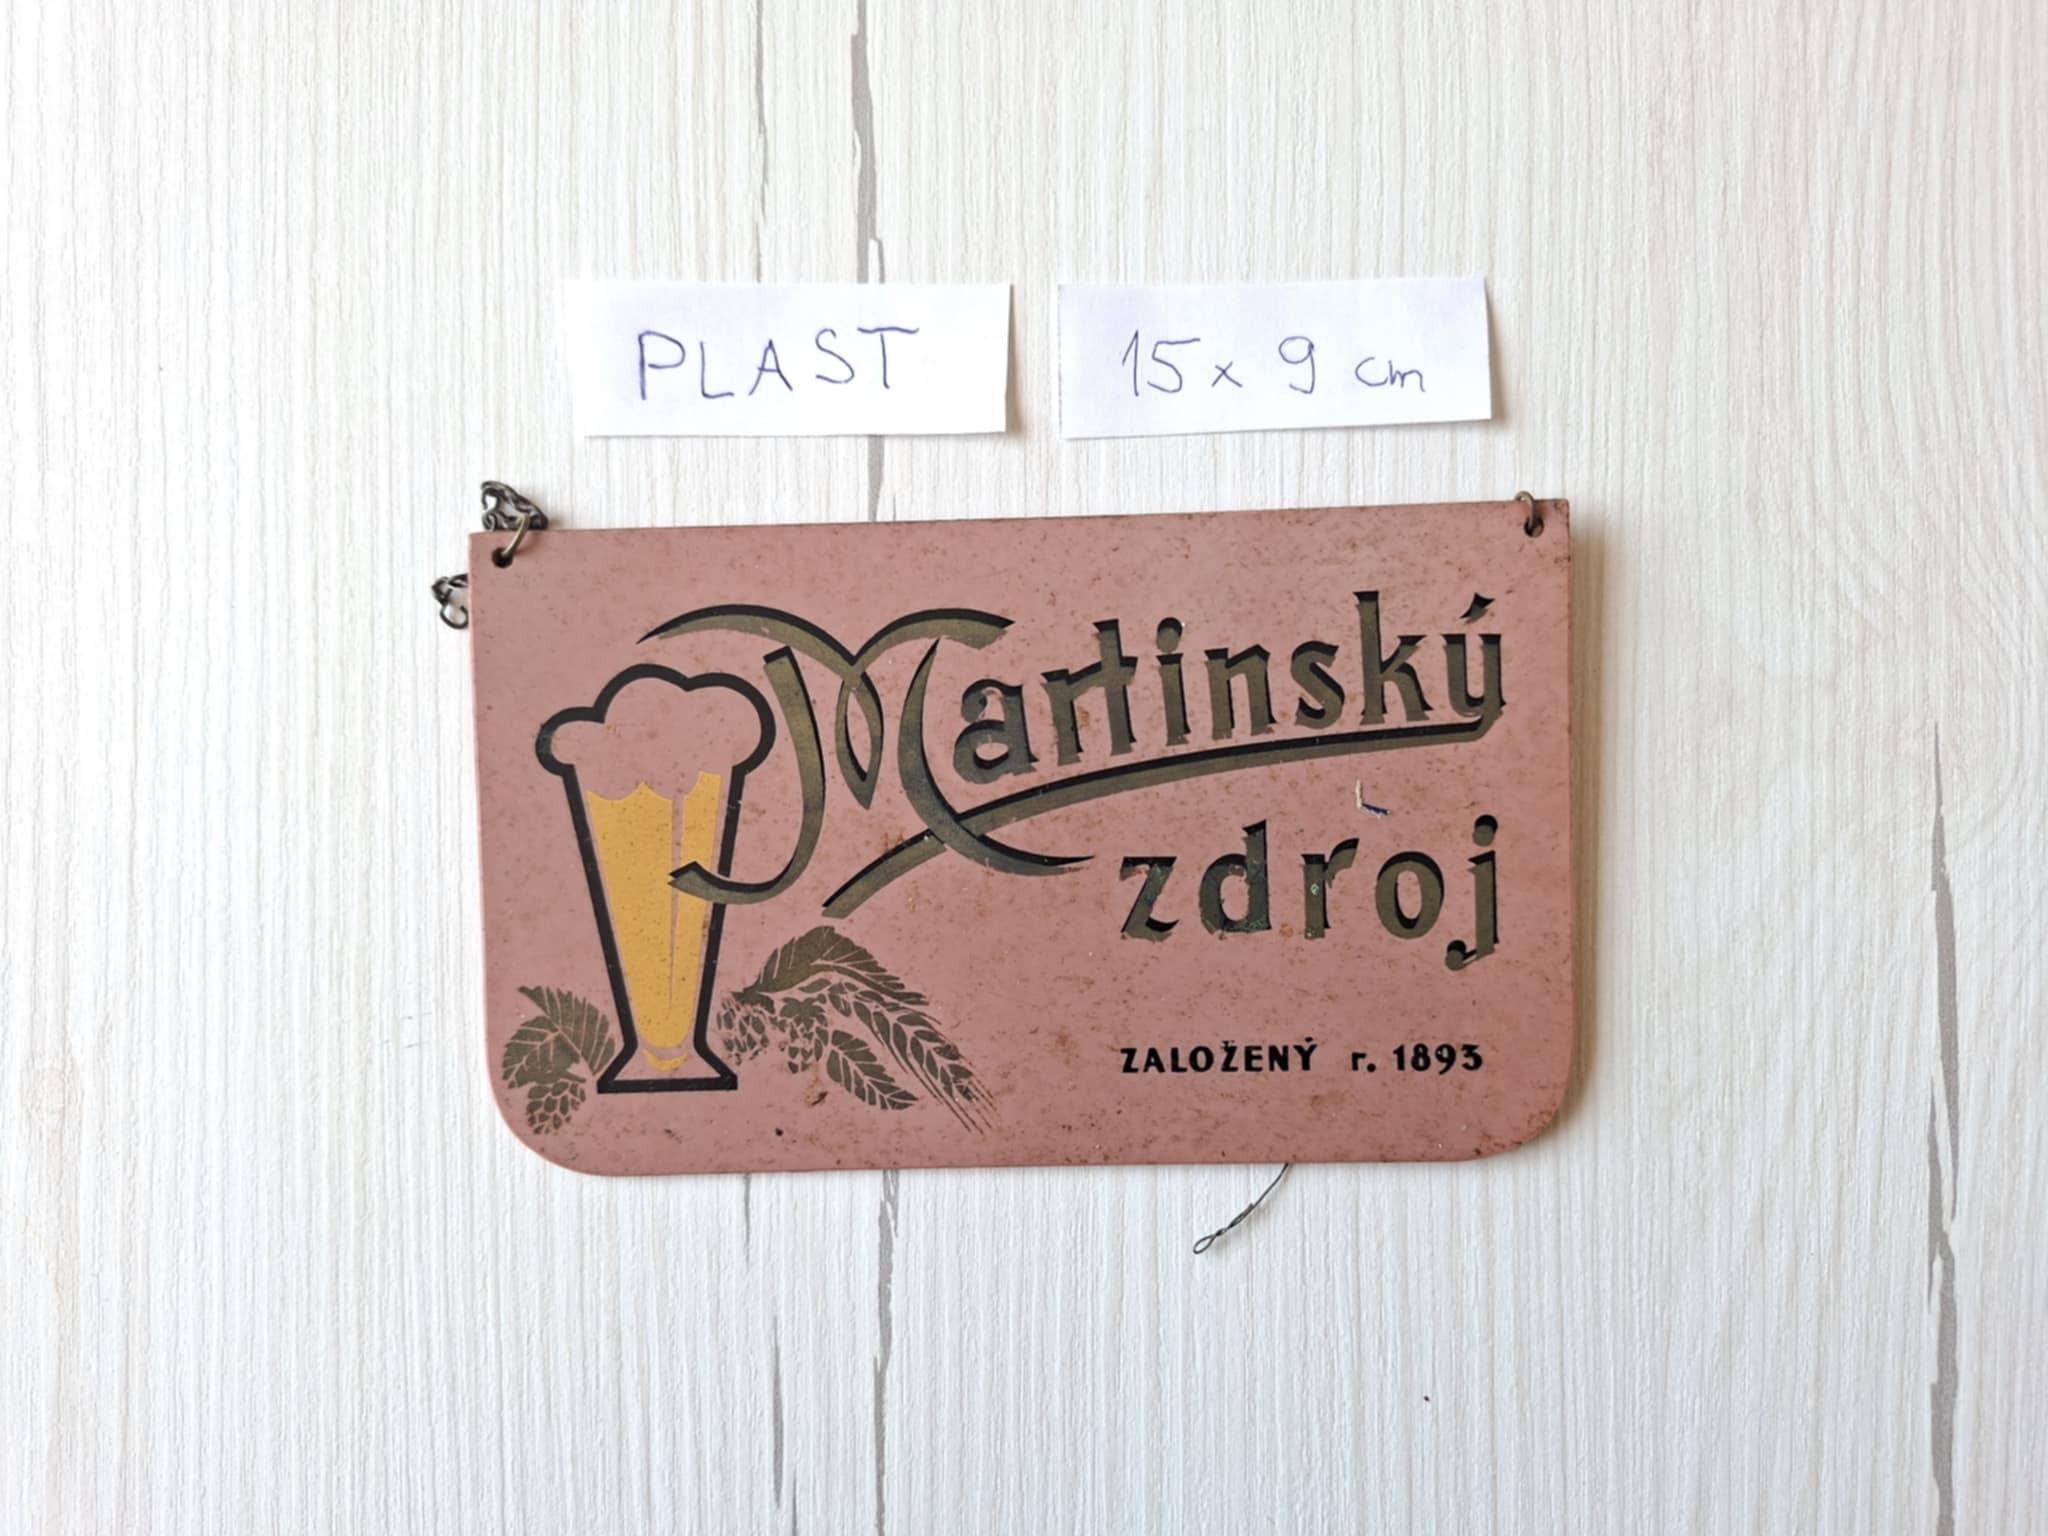 PLAST
15 x 9 cm
Martinský
zdroj
ZALOŽENÝ r. 1893